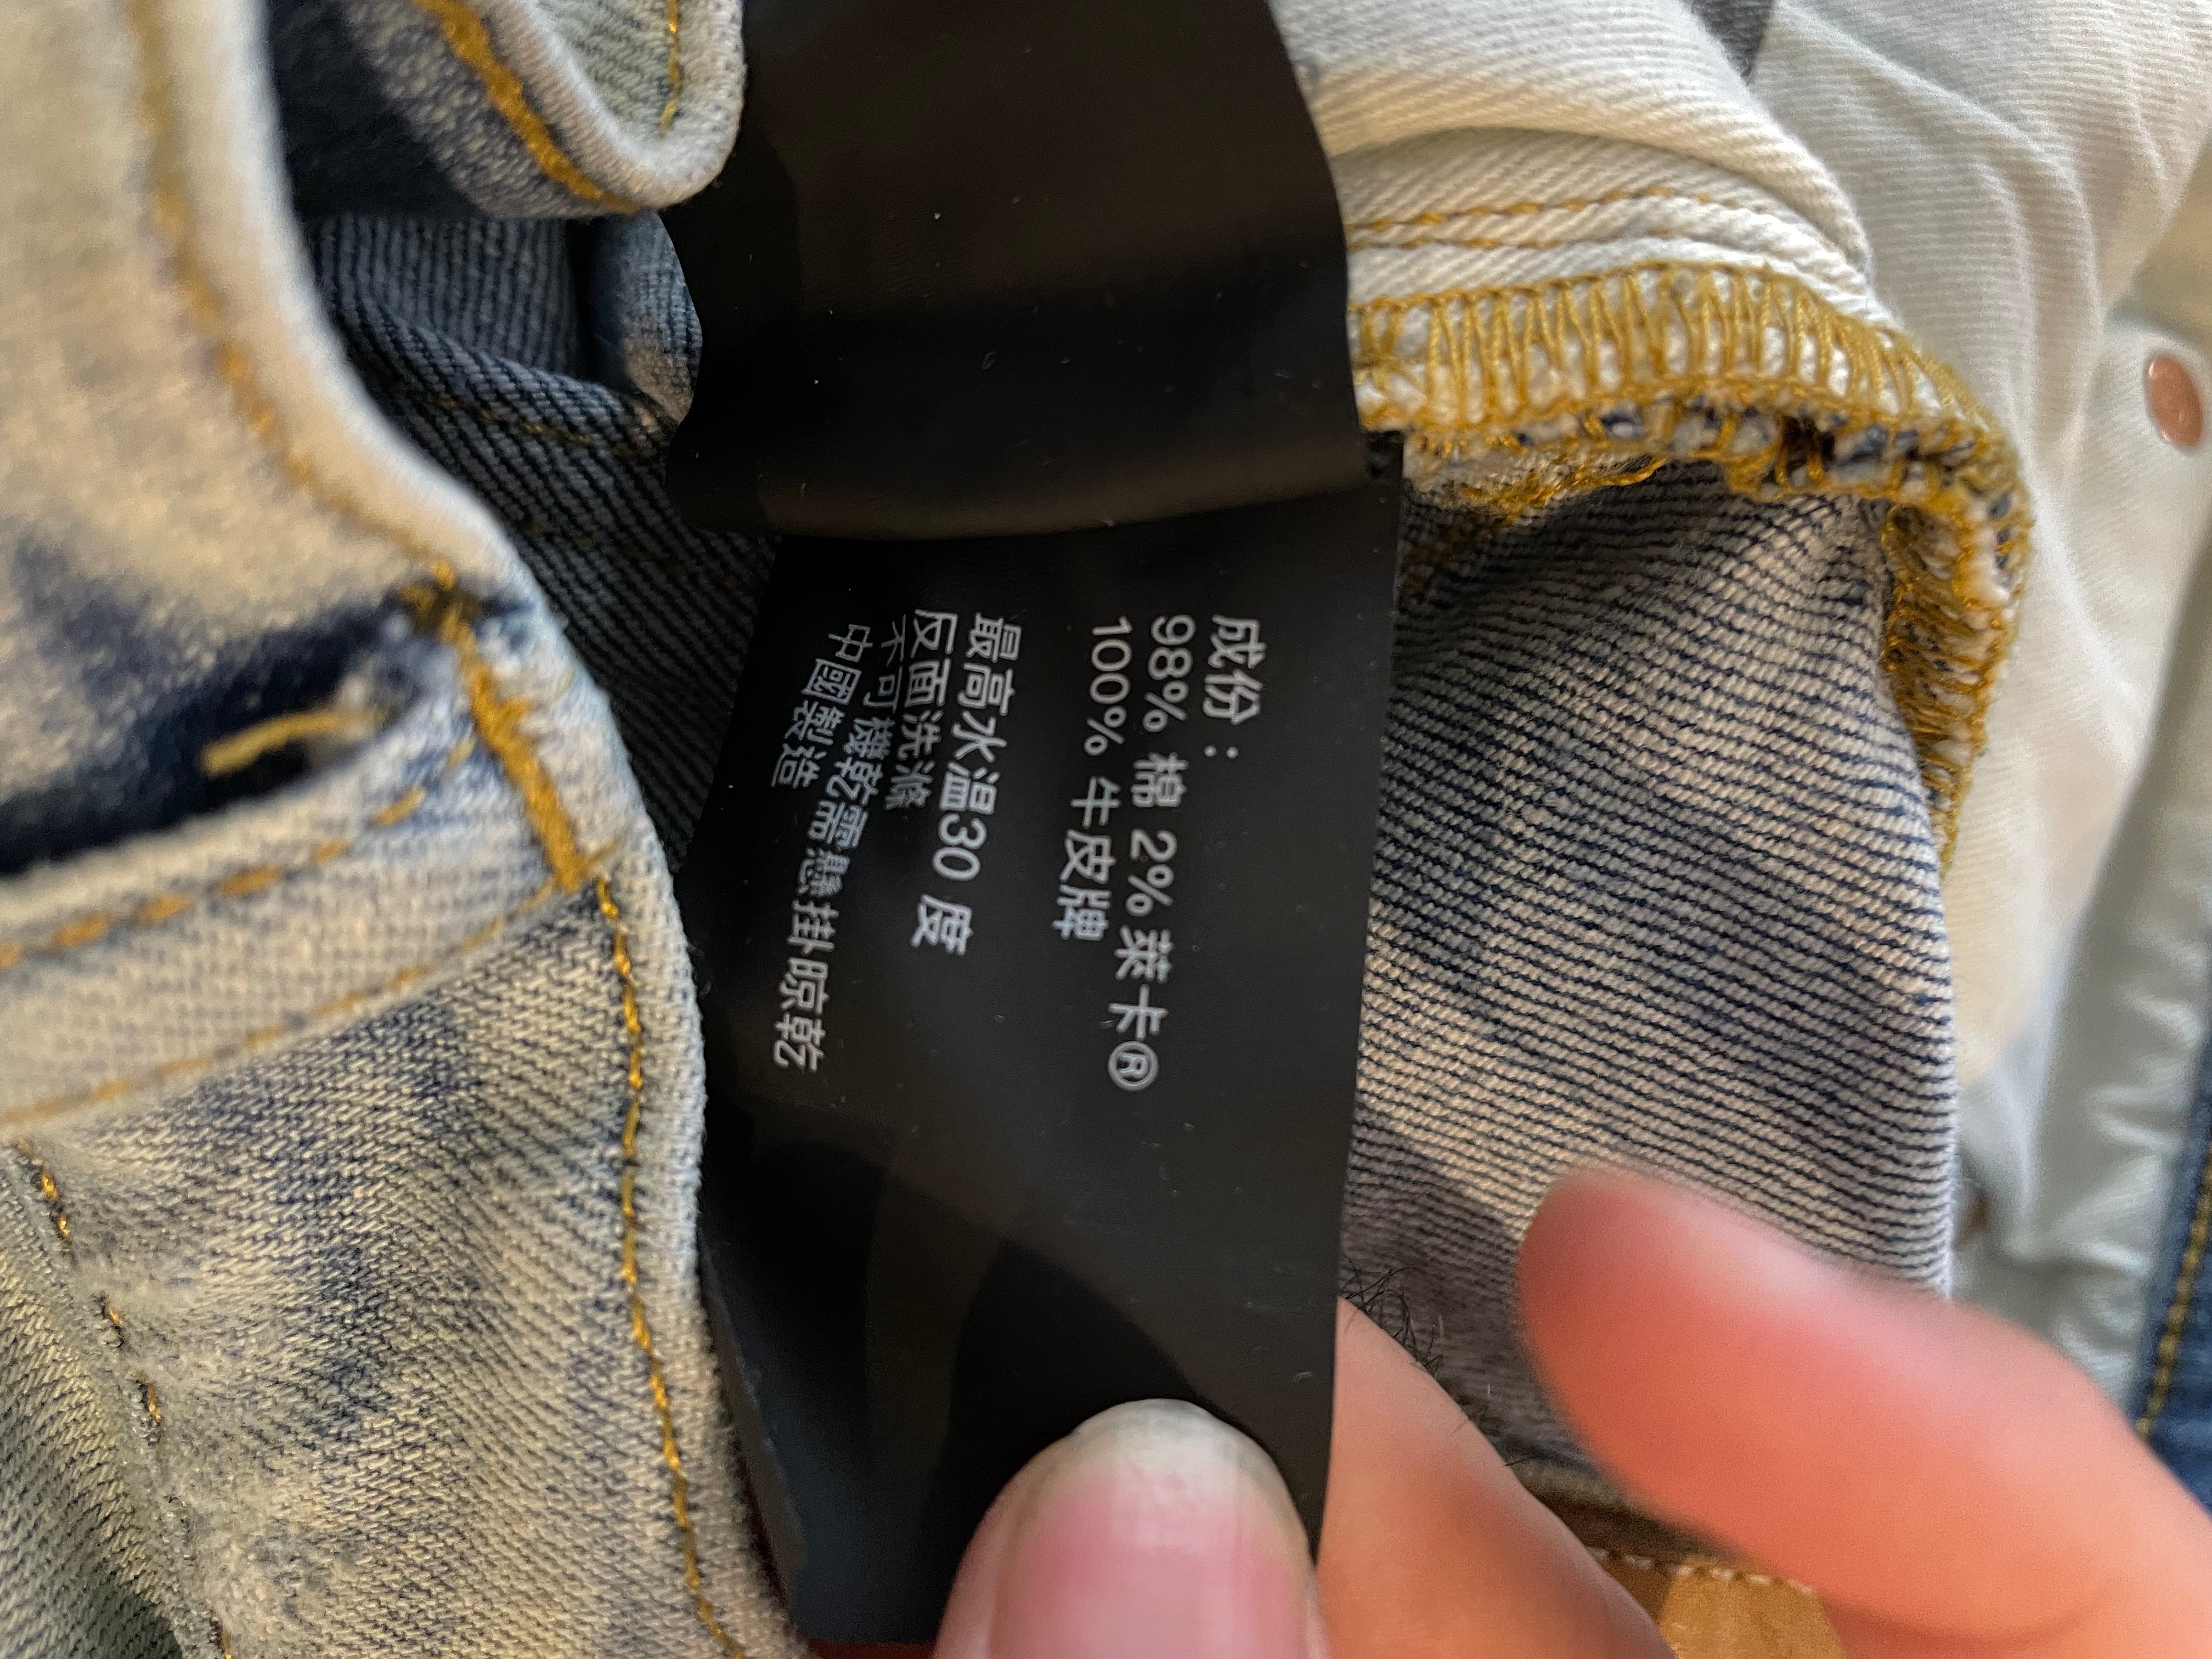 成份：
98% 棉 2% 萊卡®
100% 牛皮牌
最高水温30 度
反面洗滌
不可機乾需懸掛晾乾
中國製造